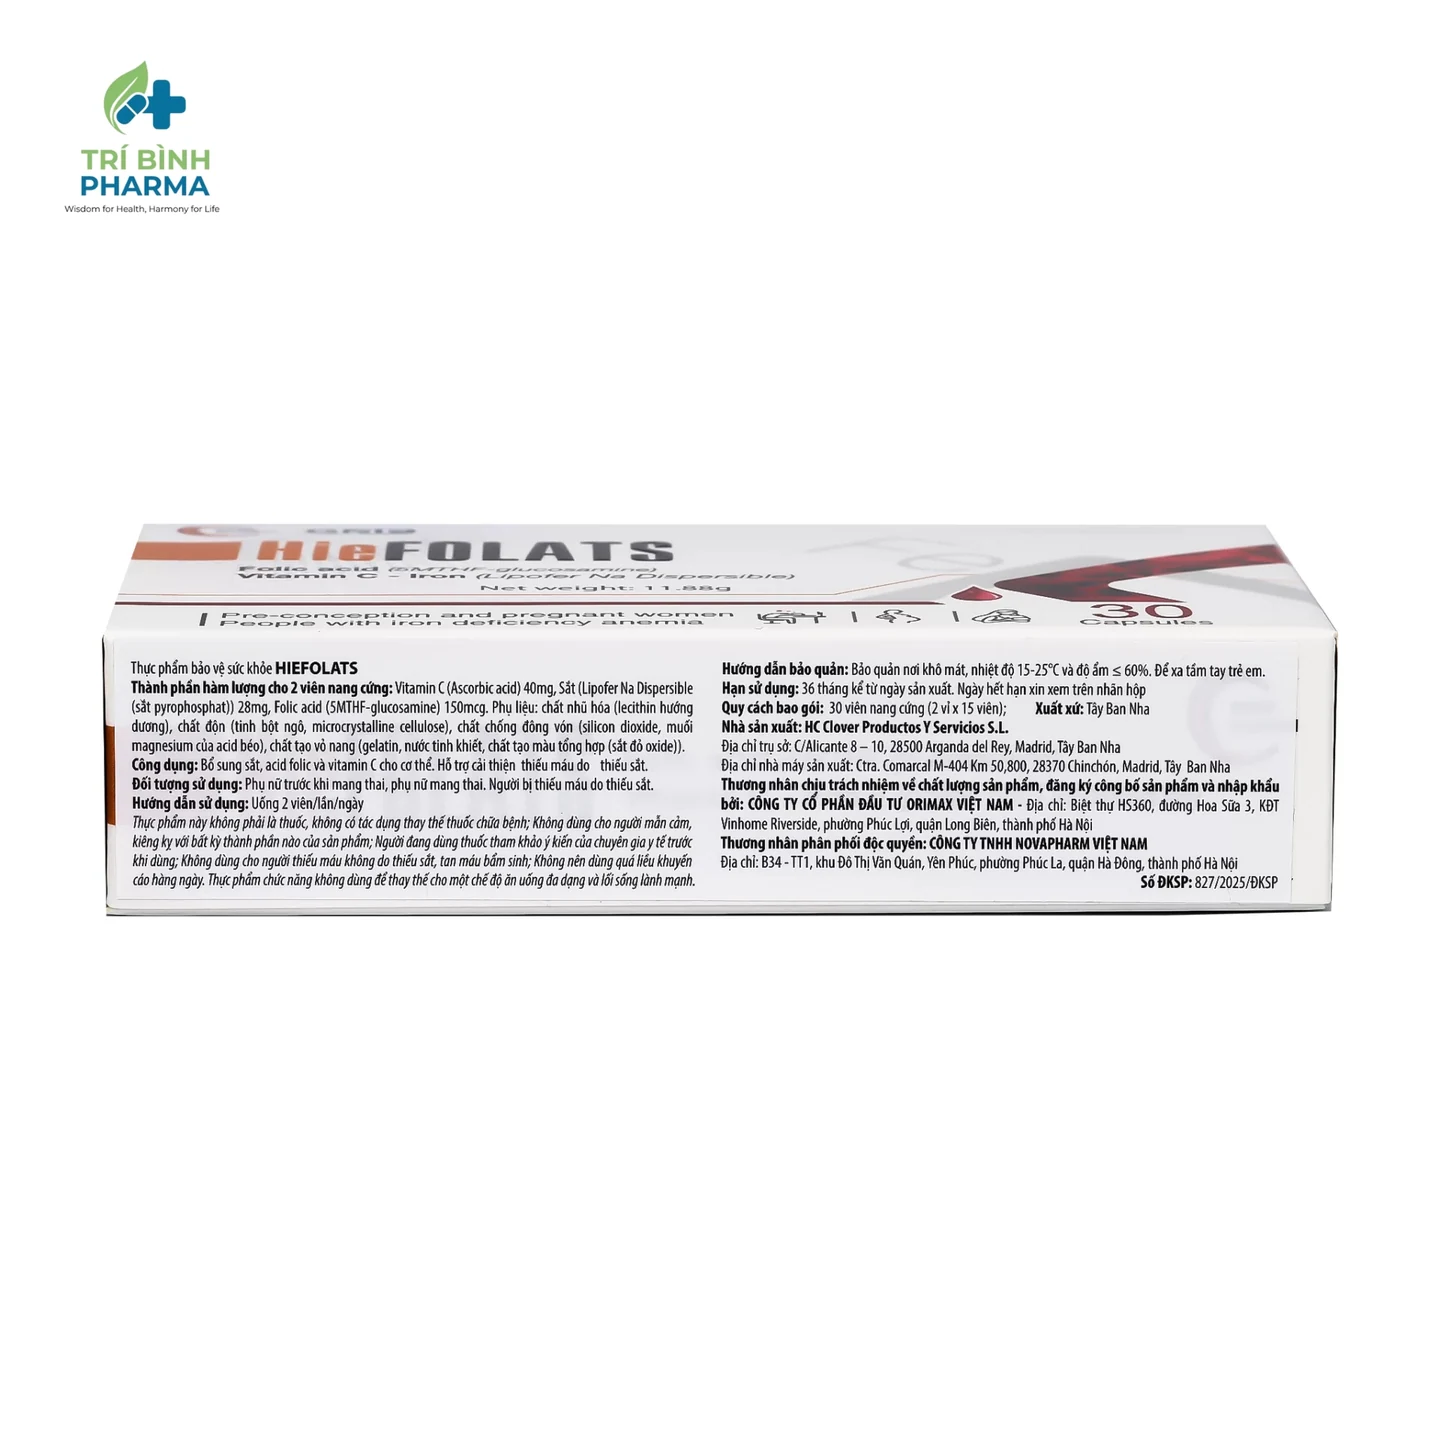 TRÍ BÌNH
PHARMA
Wisdom for Health, Harmony for Life
HieFOLATS
Folic acid (5MTHF-glucosamine)
Vitamin C - Iron (Lipofer Na Dispersible)
Net weight: 11.88g
Pre-conception and pregnant women
People with iron deficiency anemia
30
Capsules
Thực phẩm bảo vệ sức khỏe HIEFOLATS
Thành phần hàm lượng cho 2 viên nang cứng: Vitamin C (Ascorbic acid) 40mg, Sắt (Lipofer Na Dispersible
(sắt pyrophosphat)) 28mg, Folic acid (5MTHF-glucosamine) 150mcg. Phụ liệu: chất nhũ hóa (lecithin hướng
dương), chất độn (tinh bột ngô, microcrystalline cellulose), chất chống đông vón (silicon dioxide, muối
magnesium của acid béo), chất tạo vỏ nang (gelatin, nước tinh khiết, chất tạo màu tổng hợp (sắt đỏ oxide)).
Công dụng: Bổ sung sắt, acid folic và vitamin C cho cơ thể. Hỗ trợ cải thiện thiếu máu do thiếu sắt.
Đối tượng sử dụng: Phụ nữ trước khi mang thai, phụ nữ mang thai. Người bị thiếu máu do thiếu sắt.
Hướng dẫn sử dụng: Uống 2 viên/lần/ngày
Thực phẩm này không phải là thuốc, không có tác dụng thay thế thuốc chữa bệnh; Không dùng cho người mẫn cảm,
kiêng kỵ với bất kỳ thành phần nào của sản phẩm; Người đang dùng thuốc tham khảo ý kiến của chuyên gia y tế trước
khi dùng; Không dùng cho người thiếu máu không do thiếu sắt, tan máu bẩm sinh; Không nên dùng quá liều khuyến
cáo hàng ngày. Thực phẩm chức năng không dùng để thay thế cho một chế độ ăn uống đa dạng và lối sống lành mạnh.
Hướng dẫn bảo quản: Bảo quản nơi khô mát, nhiệt độ 15-25°C và độ ẩm ≤ 60%. Để xa tầm tay trẻ em.
Hạn sử dụng: 36 tháng kể từ ngày sản xuất. Ngày hết hạn xin xem trên nhãn hộp
Quy cách bao gói: 30 viên nang cứng (2 vỉ x 15 viên); Xuất xứ: Tây Ban Nha
Nhà sản xuất: HC Clover Productos Y Servicios S.L.
Địa chỉ trụ sở: C/Alicante 8 – 10, 28500 Arganda del Rey, Madrid, Tây Ban Nha
Địa chỉ nhà máy sản xuất: Ctra. Comarcal M-404 Km 50,800, 28370 Chinchón, Madrid, Tây Ban Nha
Thương nhân chịu trách nhiệm về chất lượng sản phẩm, đăng ký công bố sản phẩm và nhập khẩu
bởi: CÔNG TY CỔ PHẦN ĐẦU TƯ ORIMAX VIỆT NAM - Địa chỉ: Biệt thự HS360, đường Hoa Sữa 3, KĐT
Vinhome Riverside, phường Phúc Lợi, quận Long Biên, thành phố Hà Nội
Thương nhân phân phối độc quyền: CÔNG TY TNHH NOVAPHARM VIỆT NAM
Địa chỉ: B34 - TT1, khu Đô Thị Văn Quán, Yên Phúc, phường Phúc La, quận Hà Đông, thành phố Hà Nội
Số ĐKSP: 827/2025/ĐKSP